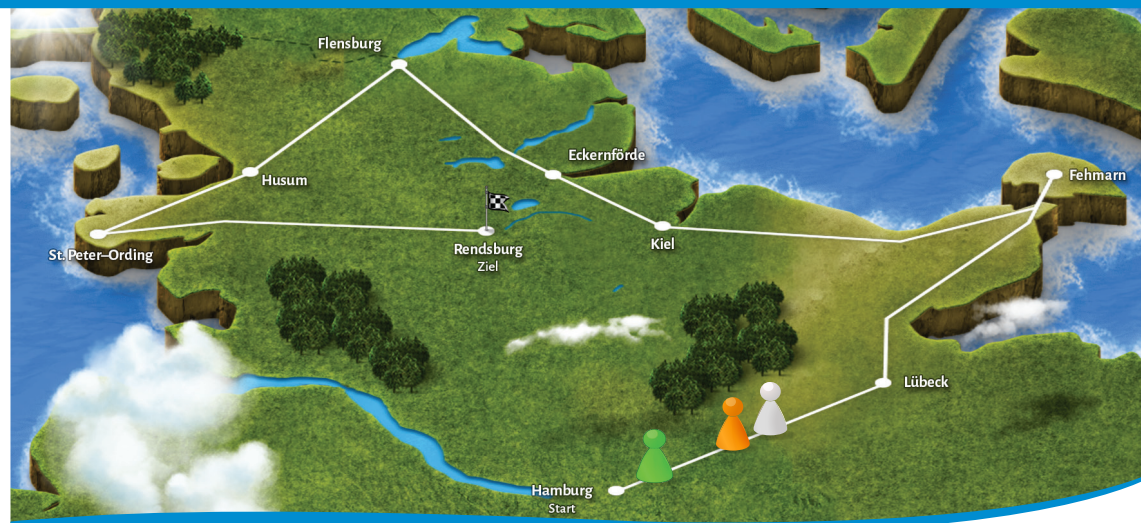 Flensburg
Eckernförde
Fehmarn
Husum
Kiel
Rendsburg
Ziel
St. Peter–Ording
Lübeck
Hamburg
Start